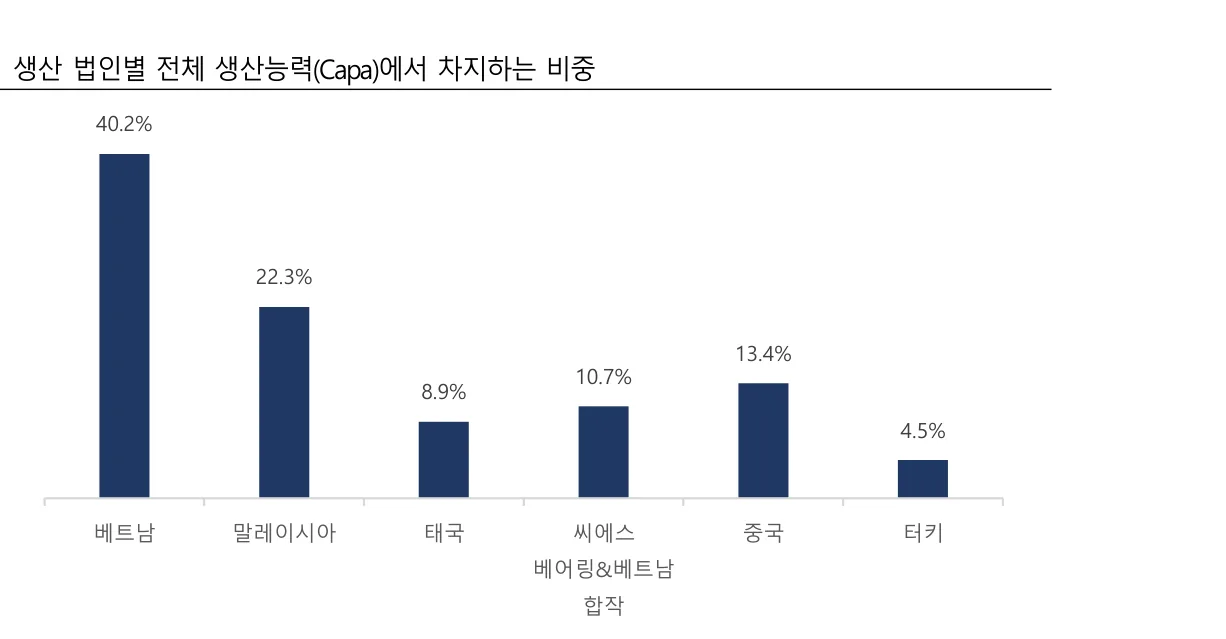 생산 법인별 전체 생산능력(Capa)에서 차지하는 비중
40.2%
22.3%
8.9%
10.7%
13.4%
4.5%
베트남
말레이시아
태국
씨에스
베어링&베트남
합작
중국
터키